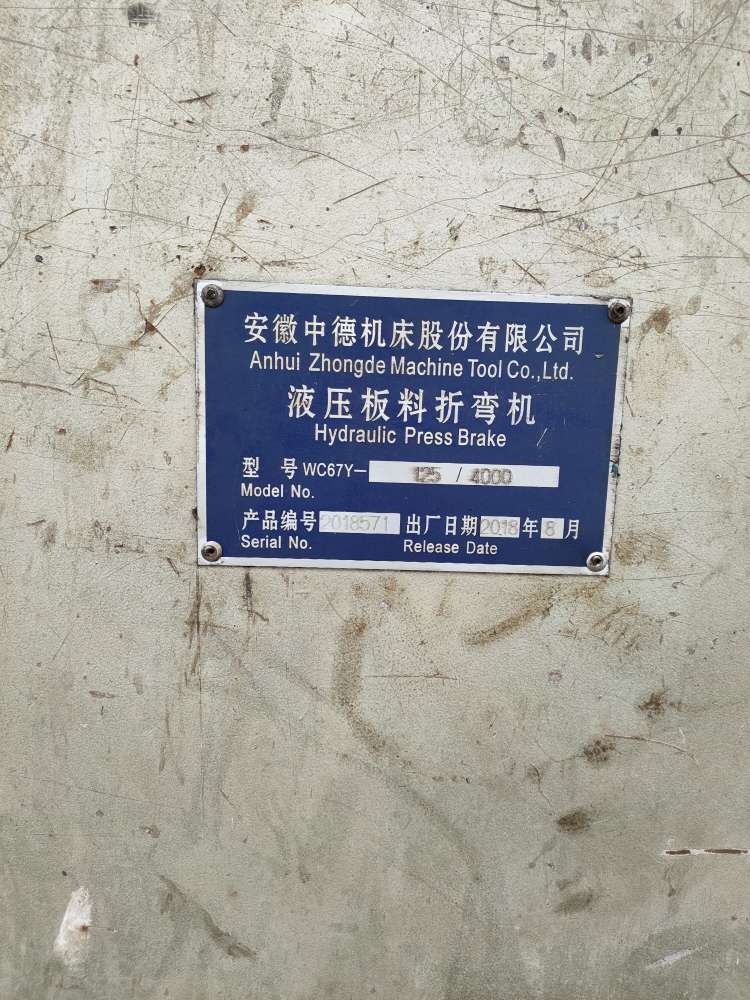 安徽中德机床股份有限公司
Anhui Zhongde Machine Tool Co.,Ltd.
液压板料折弯机
Hydraulic Press Brake
型 号 WC67Y- 125 / 4000
Model No.
产品编号 2018571 出厂日期 2018 年 8 月
Serial No. Release Date